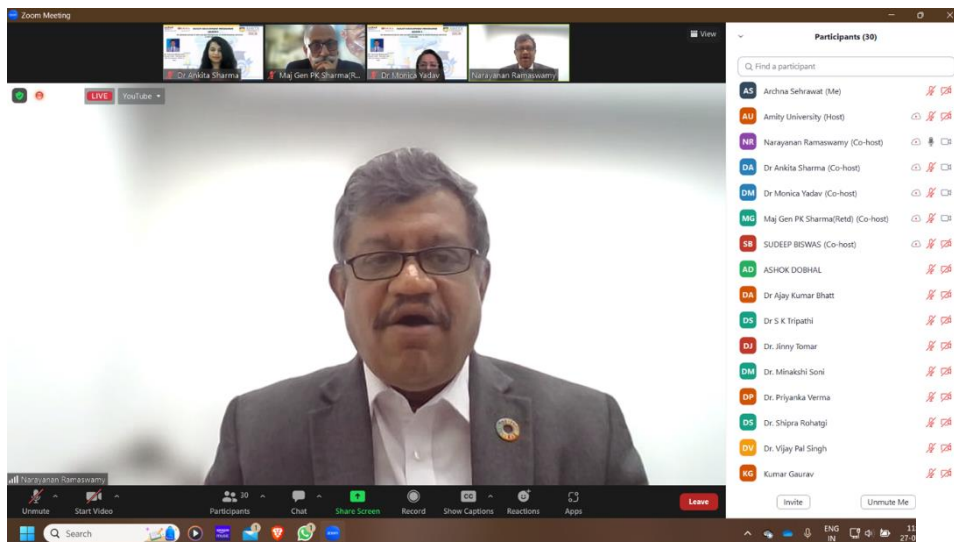 Zoom Meeting
View
Dr Ankita Sharma
Maj Gen PK Sharma(R...
Dr Monica Yadav
Narayanan Ramaswamy
LIVE
YouTube
Narayanan Ramaswamy
Participants (30)
Find a participant
AS Archna Sehrawat (Me)
AU Amity University (Host)
NR Narayanan Ramaswamy (Co-host)
DA Dr Ankita Sharma (Co-host)
DM Dr Monica Yadav (Co-host)
MG Maj Gen PK Sharma(Retd) (Co-host)
SB SUDEEP BISWAS (Co-host)
AD ASHOK DOBHAL
DA Dr Ajay Kumar Bhatt
DS Dr S K Tripathi
DJ Dr. Jinny Tomar
DM Dr. Minakshi Soni
DP Dr. Priyanka Verma
DS Dr. Shipra Rohatgi
DV Dr. Vijay Pal Singh
KG Kumar Gaurav
Invite
Unmute Me
Unmute
Start Video
30
Participants
Chat
Share Screen
Record
CC
Show Captions
Reactions
Apps
Leave
Search
amazon music
ENG
IN
11
27-0